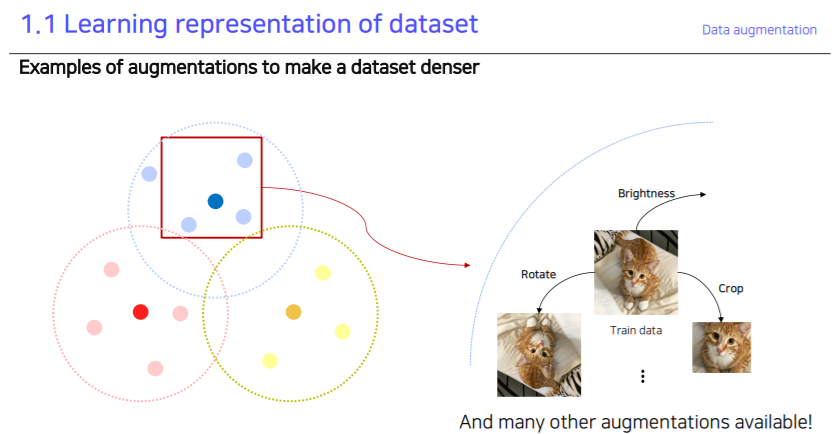 1.1 Learning representation of dataset
Data augmentation
Examples of augmentations to make a dataset denser
Brightness
Rotate
Crop
Train data
And many other augmentations available!